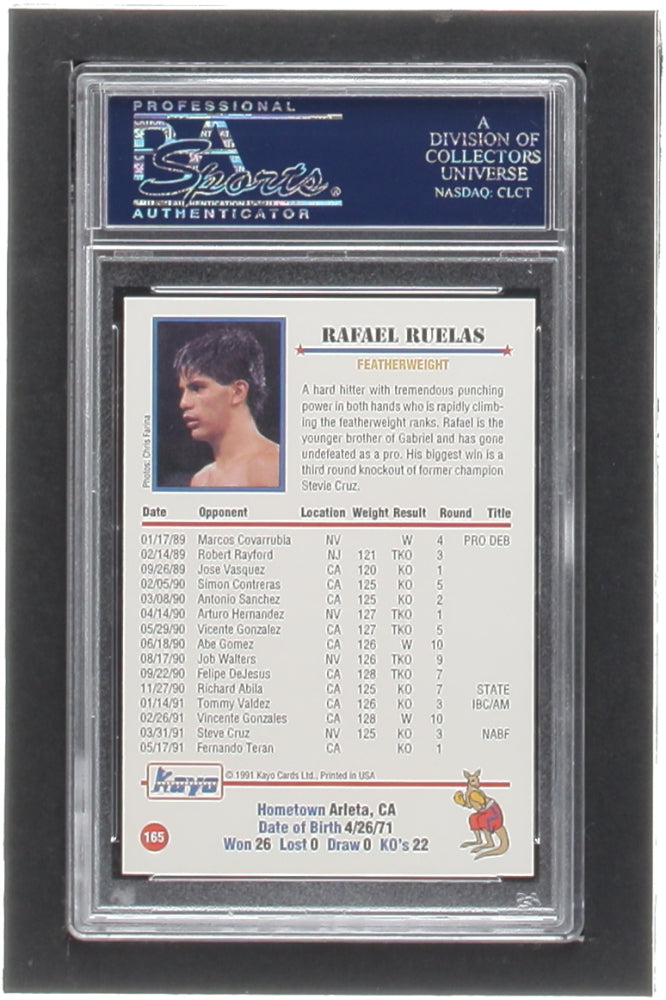 PROFESSIONAL
PSA
Sports®
AUTHENTICATOR
A
DIVISION OF
COLLECTORS
UNIVERSE
NASDAQ: CLCT
RAFAEL RUELAS
FEATHERWEIGHT
A hard hitter with tremendous punching
power in both hands who is rapidly climb-
ing the featherweight ranks. Rafael is the
younger brother of Gabriel and has gone
undefeated as a pro. His biggest win is a
third round knockout of former champion
Stevie Cruz.
Photos: Chris Farina
Date Opponent Location Weight Result Round Title
01/17/89 Marcos Covarrubia NV W 4 PRO DEB
02/14/89 Robert Rayford NJ 121 TKO 3
09/26/89 Jose Vasquez CA 120 KO 1
02/05/90 Simon Contreras CA 125 KO 5
03/08/90 Antonio Sanchez CA 125 KO 2
04/14/90 Arturo Hernandez NV 127 TKO 1
05/29/90 Vicente Gonzalez CA 127 TKO 5
06/18/90 Abe Gomez CA 126 W 10
08/17/90 Job Walters NV 126 TKO 9
09/22/90 Felipe DeJesus CA 128 TKO 7
11/27/90 Richard Abila CA 125 KO 7 STATE
01/14/91 Tommy Valdez CA 126 KO 3 IBC/AM
02/26/91 Vincente Gonzales CA 128 W 10
03/31/91 Steve Cruz NV 125 KO 3 NABF
05/17/91 Fernando Teran CA KO 1
Kayo
© 1991 Kayo Cards Ltd., Printed in USA
165
Hometown Arleta, CA
Date of Birth 4/26/71
Won 26 Lost 0 Draw 0 KO's 22